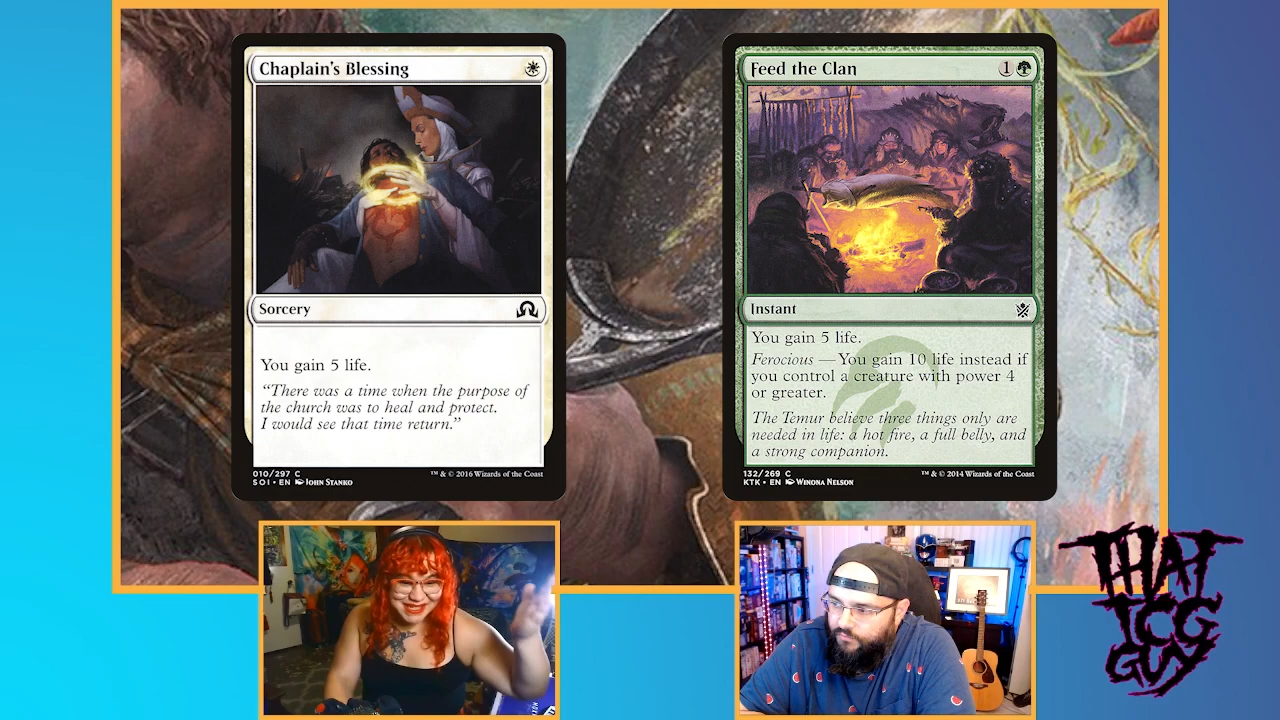 Chaplain's Blessing
Sorcery
You gain 5 life.
"There was a time when the purpose of
the church was to heal and protect.
I would see that time return."
010/297 C
SOI • EN John Stanko
™ & © 2016 Wizards of the Coast
Feed the Clan
1
Instant
You gain 5 life.
Ferocious — You gain 10 life instead if
you control a creature with power 4
or greater.
The Temur believe three things only are
needed in life: a hot fire, a full belly, and
a strong companion.
132/269 C
KTK • EN Winona Nelson
™ & © 2014 Wizards of the Coast
THAT
TCG
GUY